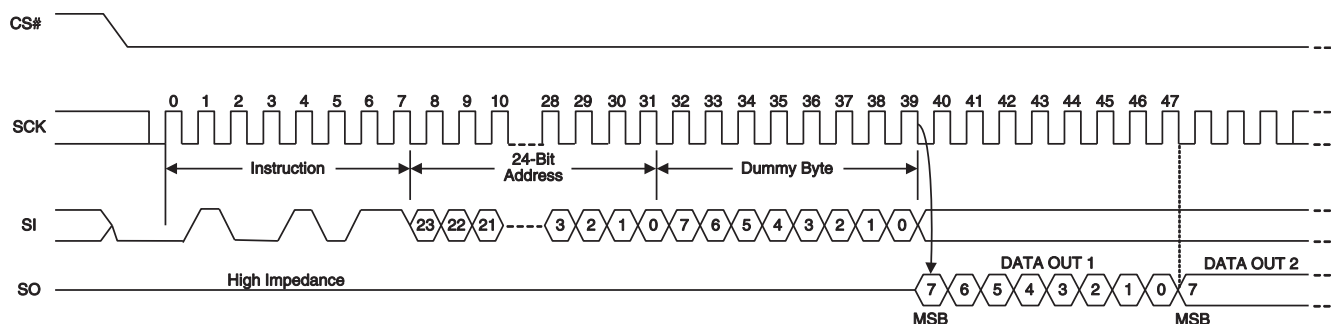 CS#
0 1 2 3 4 5 6 7 8 9 10 28 29 30 31 32 33 34 35 36 37 38 39 40 41 42 43 44 45 46 47
SCK
Instruction
24-Bit
Address
Dummy Byte
SI
23 22 21 3 2 1 0 7 6 5 4 3 2 1 0
High Impedance
DATA OUT 1
DATA OUT 2
SO
7 6 5 4 3 2 1 0 7
MSB
MSB